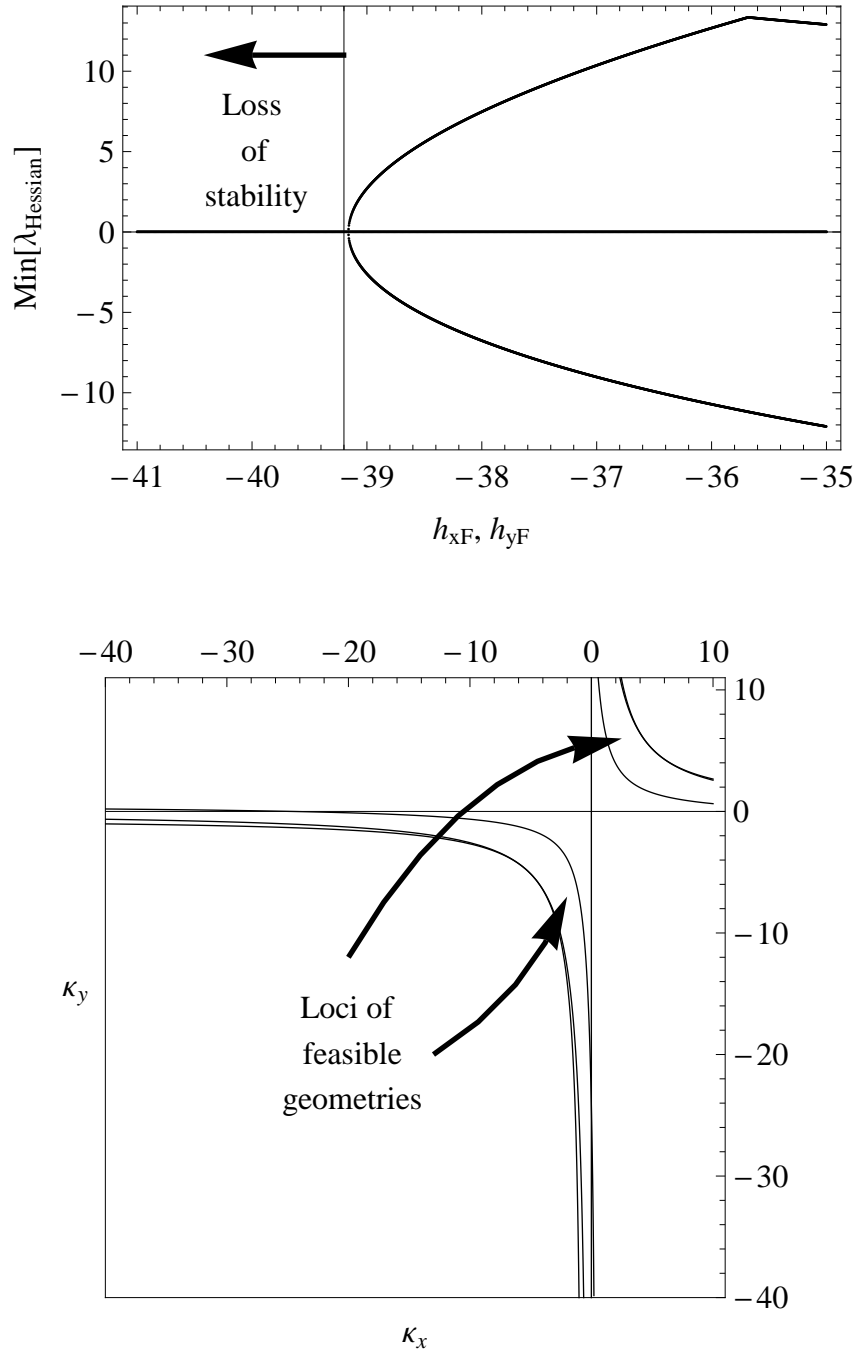 10
5
0
−5
−10
Min[λHessian]
Loss
of
stability
−41 −40 −39 −38 −37 −36 −35
hxF, hyF
−40 −30 −20 −10 0 10
10
0
−10
−20
−30
−40
κy
Loci of
feasible
geometries
κx